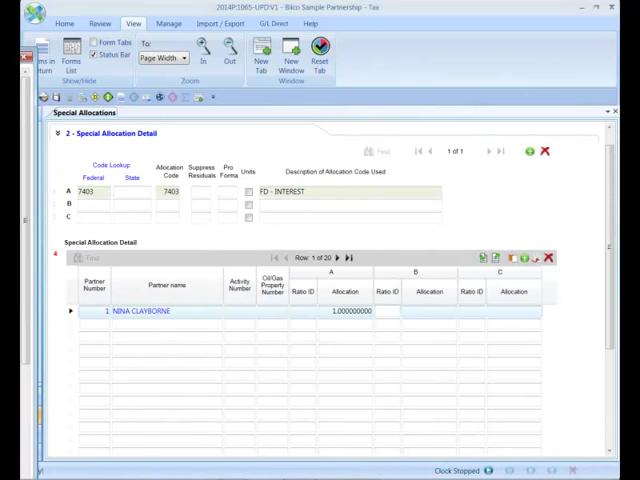 2014P:1065-UPD:V1 - Bilco Sample Partnership - Tax
Home Review View Manage Import / Export G/L Direct Help
Forms List
Form Tabs
Status Bar
To:
Page Width
In
Out
New Tab
New Window
Reset Tab
Show/Hide Zoom Window
Special Allocations
2 - Special Allocation Detail
Find 1 of 1
Code Lookup
Federal State
Allocation Code
Suppress Residuals
Pro Forma
Units
Description of Allocation Code Used
A 7403 7403 FD - INTEREST
B
C
Special Allocation Detail
4 Find Row: 1 of 20
Partner Number
Partner name
Activity Number
Oil/Gas Property Number
A B C
Ratio ID Allocation Ratio ID Allocation Ratio ID Allocation
1 NINA CLAYBORNE 1.000000000
Clock Stopped